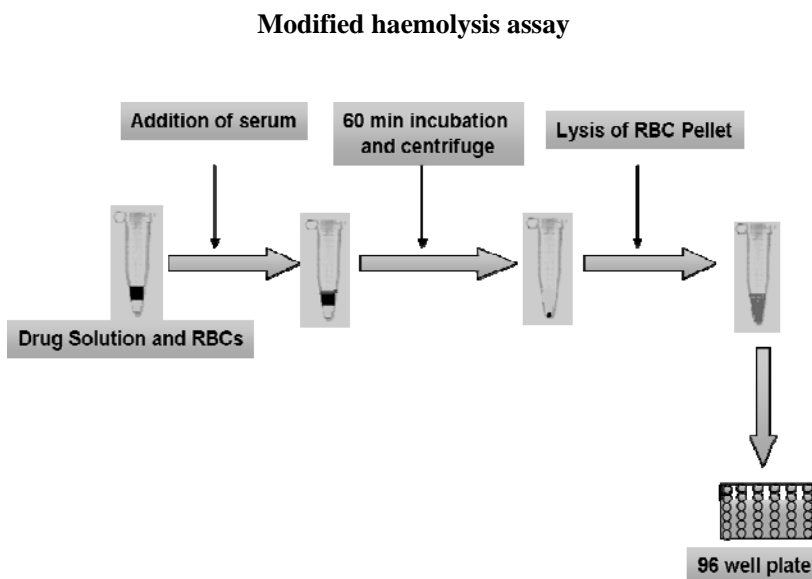 Modified haemolysis assay
Addition of serum
60 min incubation
and centrifuge
Lysis of RBC Pellet
Drug Solution and RBCs
96 well plate